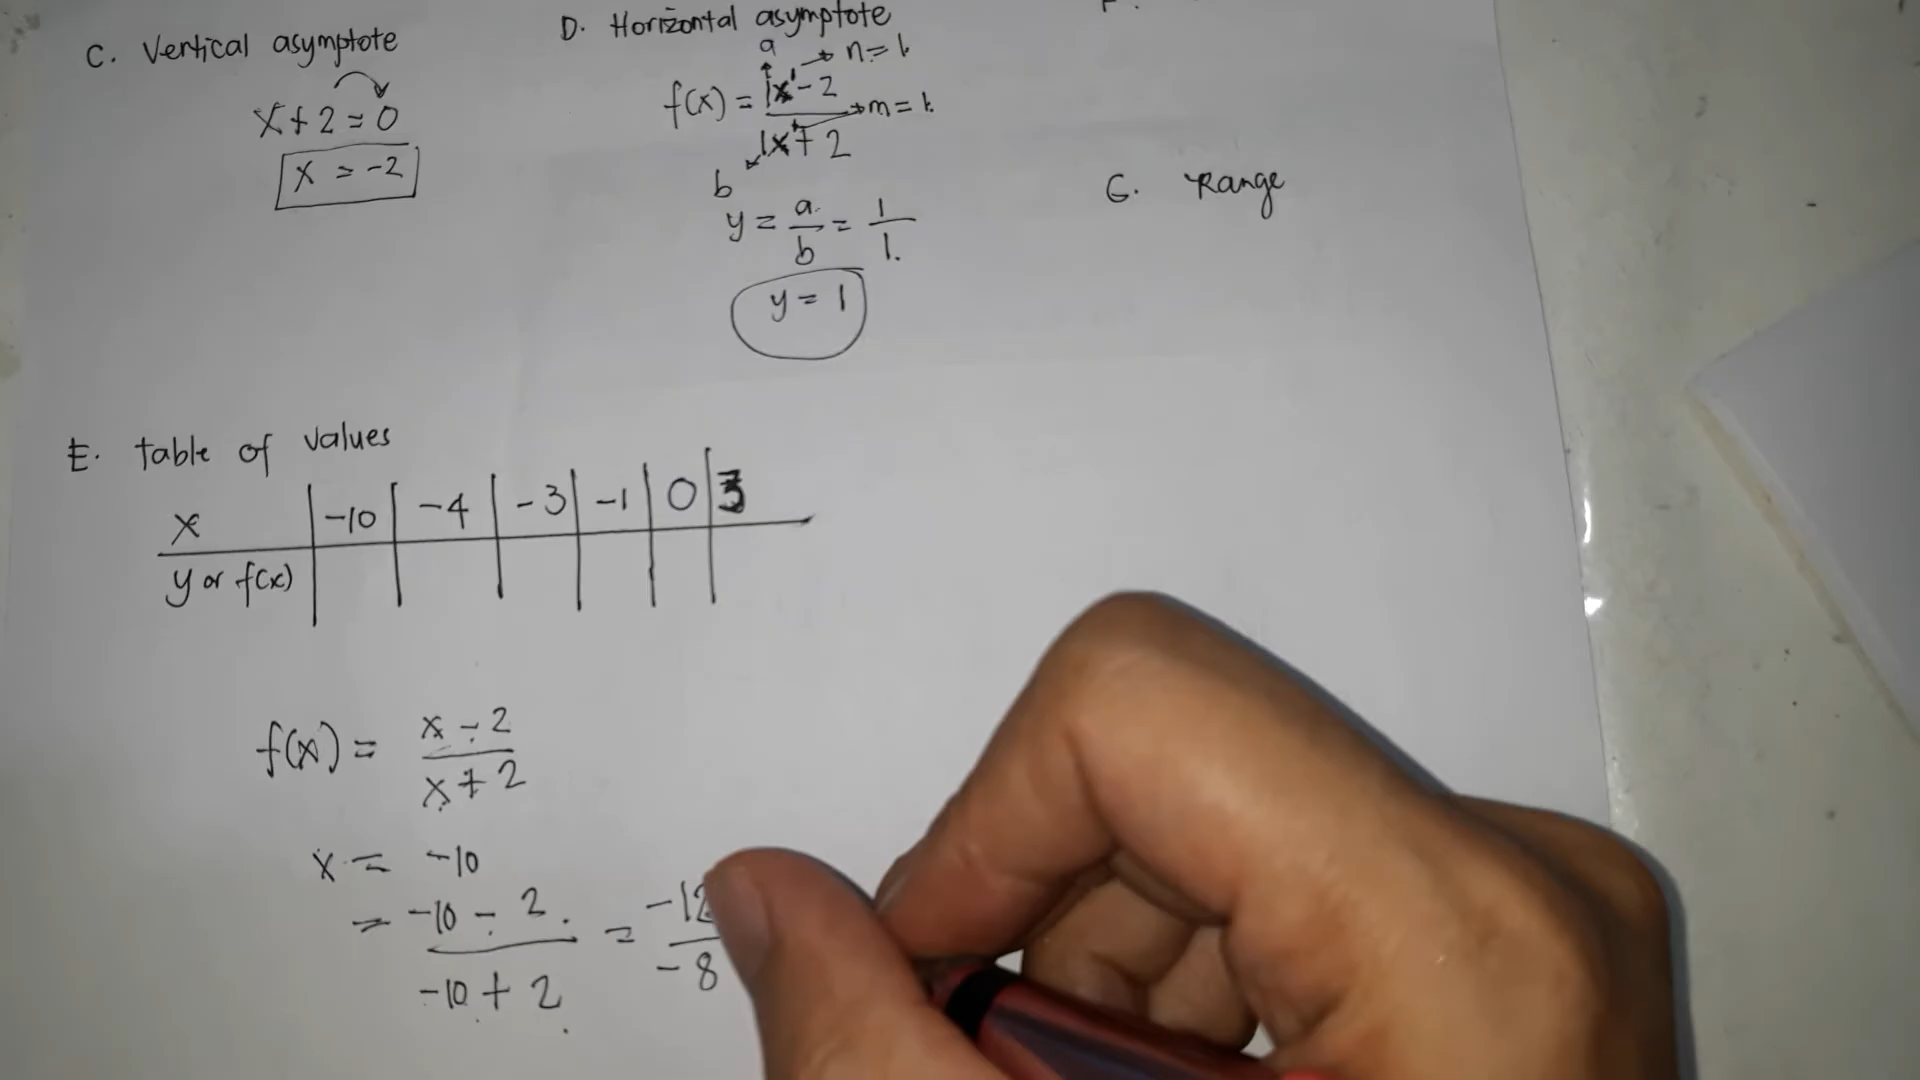 C. Vertical asymptote
x + 2 = 0
x = -2
D. Horizontal asymptote
a
n = 1.
f(x) = 1x¹ - 2
m = 1.
1x¹ + 2
b
y = a/b = 1/1.
y = 1
G. Range
E. table of values
x | -10 | -4 | -3 | -1 | 0 | 3
y or f(x)
f(x) = x - 2
x + 2
x = -10
= -10 - 2. = -12
-10 + 2 -8